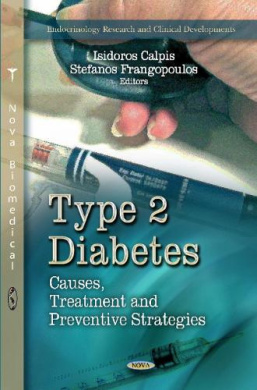 Endocrinology Research and Clinical Developments
Isidoros Calpis
Stefanos Frangopoulos
Editors
Nova Biomedical
Type 2
Diabetes
Causes,
Treatment and
Preventive Strategies
NOVA